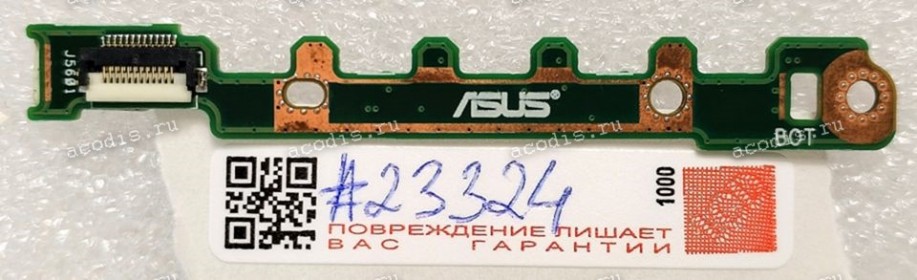 J5601
ASUS®
BOT
#23324
1000
ПОВРЕЖДЕНИЕ ЛИШАЕТ
ВАС ГАРАНТИИ
acodis.ru